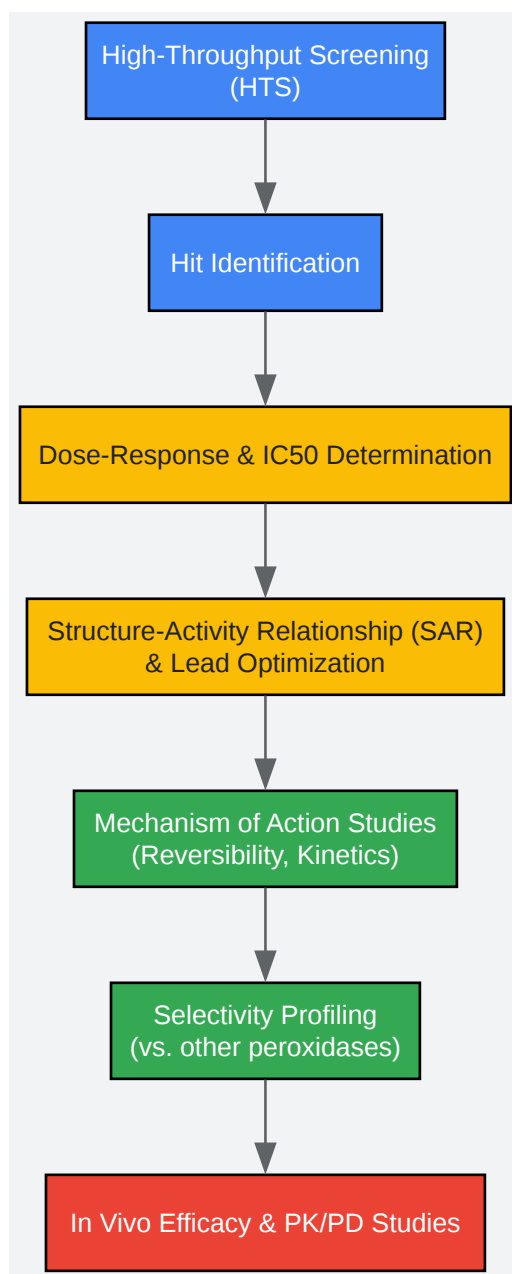 High-Throughput Screening
(HTS)
Hit Identification
Dose-Response & IC50 Determination
Structure-Activity Relationship (SAR)
& Lead Optimization
Mechanism of Action Studies
(Reversibility, Kinetics)
Selectivity Profiling
(vs. other peroxidases)
In Vivo Efficacy & PK/PD Studies